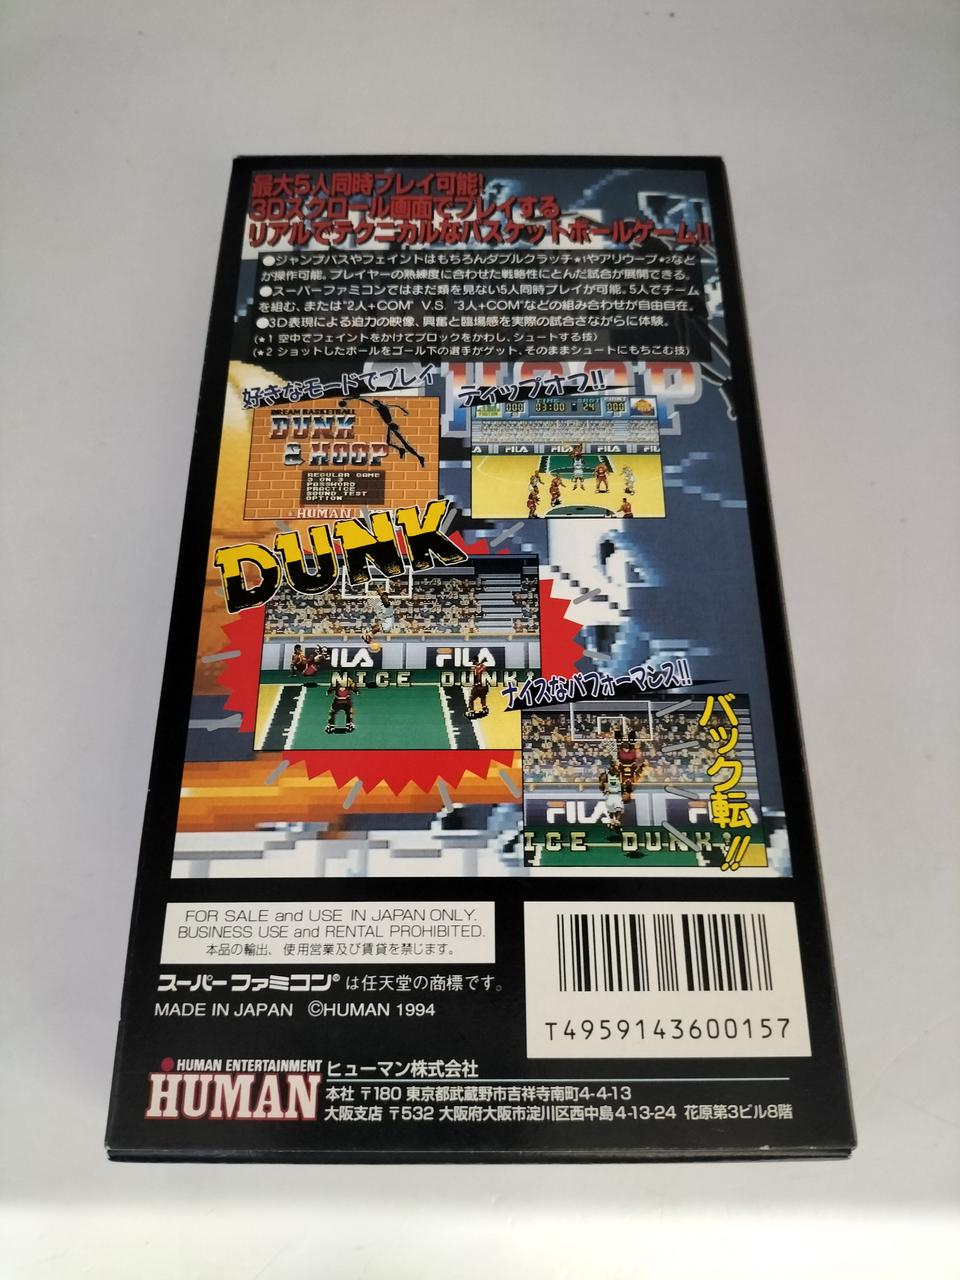 最大5人同時プレイ可能!
3Dスクロール画面でプレイする
リアルでテクニカルなバスケットボールゲーム!!
●ジャンプパスやフェイントはもちろんダブルクラッチ★1やアリウープ★2など
が操作可能。プレイヤーの熟練度に合わせた戦略性にとんだ試合が展開できる。
●スーパーファミコンではまだ類を見ない5人同時プレイが可能。5人でチーム
を組む、または"2人+COM" V.S. "3人+COM"などの組み合わせが自由自在。
●3D表現による迫力の映像、興奮と臨場感を実際の試合さながらに体験。
(★1 空中でフェイントをかけてブロックをかわし、シュートする技)
(★2 ショットしたボールをゴール下の選手がゲット、そのままシュートにもちこむ技)
好きなモードでプレイ
ティップオフ!!
DREAM BASKETBALL
DUNK
& HOOP
REGULAR GAME
3 ON 3
PASSWORD
PRACTICE
SOUND TEST
OPTION
HUMAN
000 TIME 03:00 SHOT 24 POINT 000
FILA FILA FILA
DUNK
ILA FILA
NICE DUNK!
ナイスなパフォーマンス!!
バック転!!
FILA F LA
ICE DUNK!
FOR SALE and USE IN JAPAN ONLY.
BUSINESS USE and RENTAL PROHIBITED.
本品の輸出、使用営業及び賃貸を禁じます。
スーパーファミコン®は任天堂の商標です。
MADE IN JAPAN ©HUMAN 1994
T4959143600157
HUMAN ENTERTAINMENT
HUMAN
ヒューマン株式会社
本社 〒180 東京都武蔵野市吉祥寺南町4-4-13
大阪支店 〒532 大阪府大阪市淀川区西中島4-13-24 花原第3ビル8階